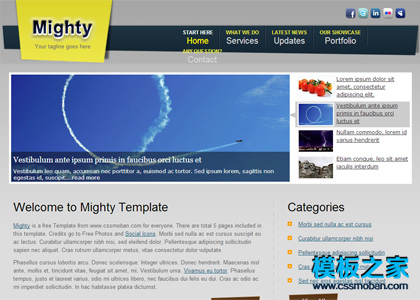 Mighty
Your tagline goes here
START HERE
Home
WHAT WE DO
Services
LATEST NEWS
Updates
OUR SHOWCASE
Portfolio
ANY QUESTION?
Contact
Lorem ipsum dolor sit amet, consectetur adipiscing elit.
Vestibulum ante ipsum primis in faucibus orci luctus et
Nullam commodo, lorem id varius hendrerit
Etiam congue, leo sit amet iaculis hendrerit
Vestibulum ante ipsum primis in faucibus orci luctus et
Vestibulum leo quam, accumsan nec porttitor a, euismod ac tortor. Sed ipsum lorem, sagittis non egestas id, suscipit... read more
Welcome to Mighty Template
Mighty is a free Template from www.cssmoban.com for everyone. There are total 5 pages included in this template. Credits go to Free Photos and Social Icons. Morbi sed nulla ac est cursus suscipit eu ac lectus. Curabitur ullamcorper nibh nisi, sed eleifend dolor. Pellentesque adipiscing sollicitudin sapien nec aliquet. Cras rutrum ullamcorper metus, vitae consectetur dolor vulputate.
Phasellus cursus lobortis arcu. Donec scelerisque. Integer ultrices. Donec hendrerit. Maecenas nisl ante, mollis et, tincidunt vitae, feugiat sit amet, mi. Vestibulum urna. Vivamus eu tortor. Phasellus tempus, justo et laoreet varius, odio mi ultrices libero, nec faucibus dui felis eu dui. Cras a odio ante, id imperdiet sollicitudin. In hac habitasse platea dictumst.
Categories
Morbi sed nulla ac est cursus
Curabitur ullamcorper nibh nisi
Pellentesque adipiscing sollicitudin
模板之家
www.cssmoban.com